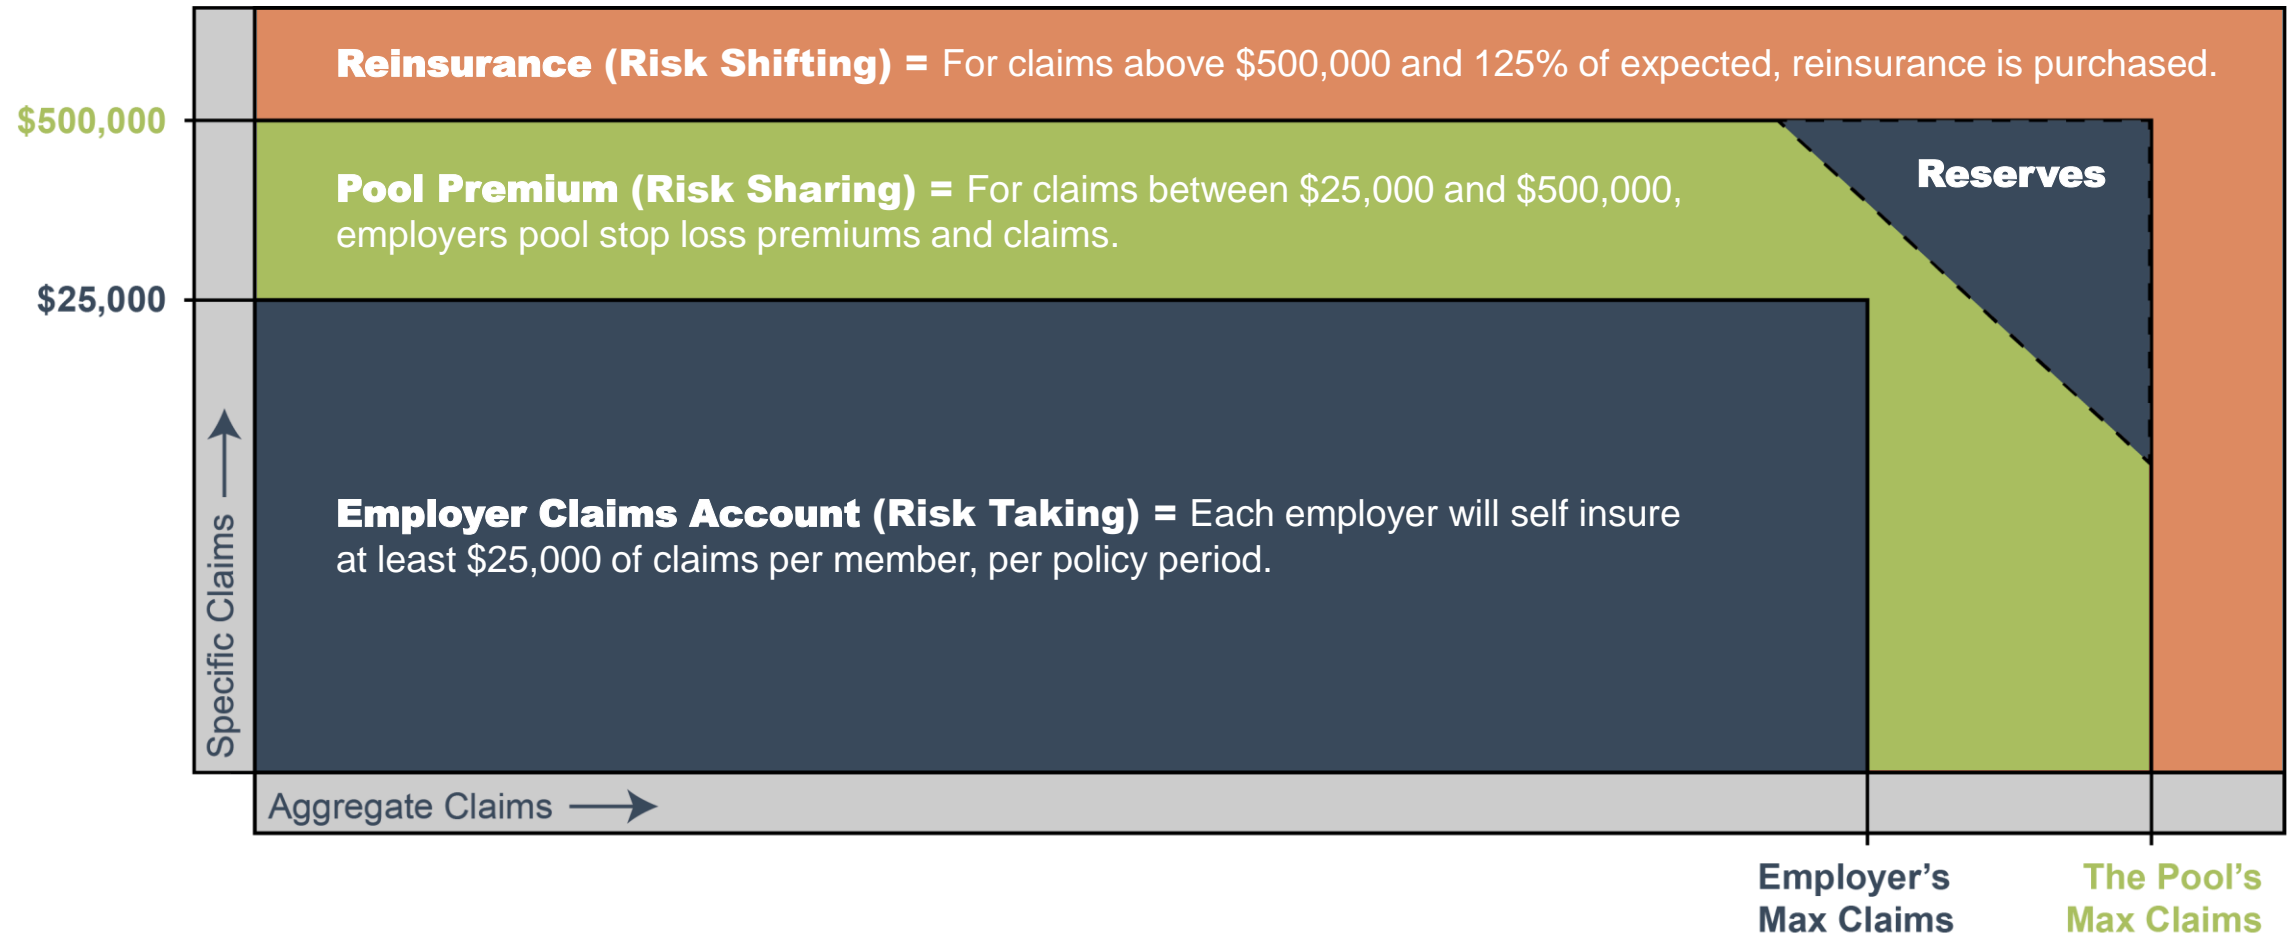 Reinsurance (Risk Shifting) = For claims above $500,000 and 125% of expected, reinsurance is purchased.
$500,000
Pool Premium (Risk Sharing) = For claims between $25,000 and $500,000,
employers pool stop loss premiums and claims.
Reserves
$25,000
Employer Claims Account (Risk Taking) = Each employer will self insure
at least $25,000 of claims per member, per policy period.
Specific Claims
Aggregate Claims
Employer’s
Max Claims
The Pool’s
Max Claims